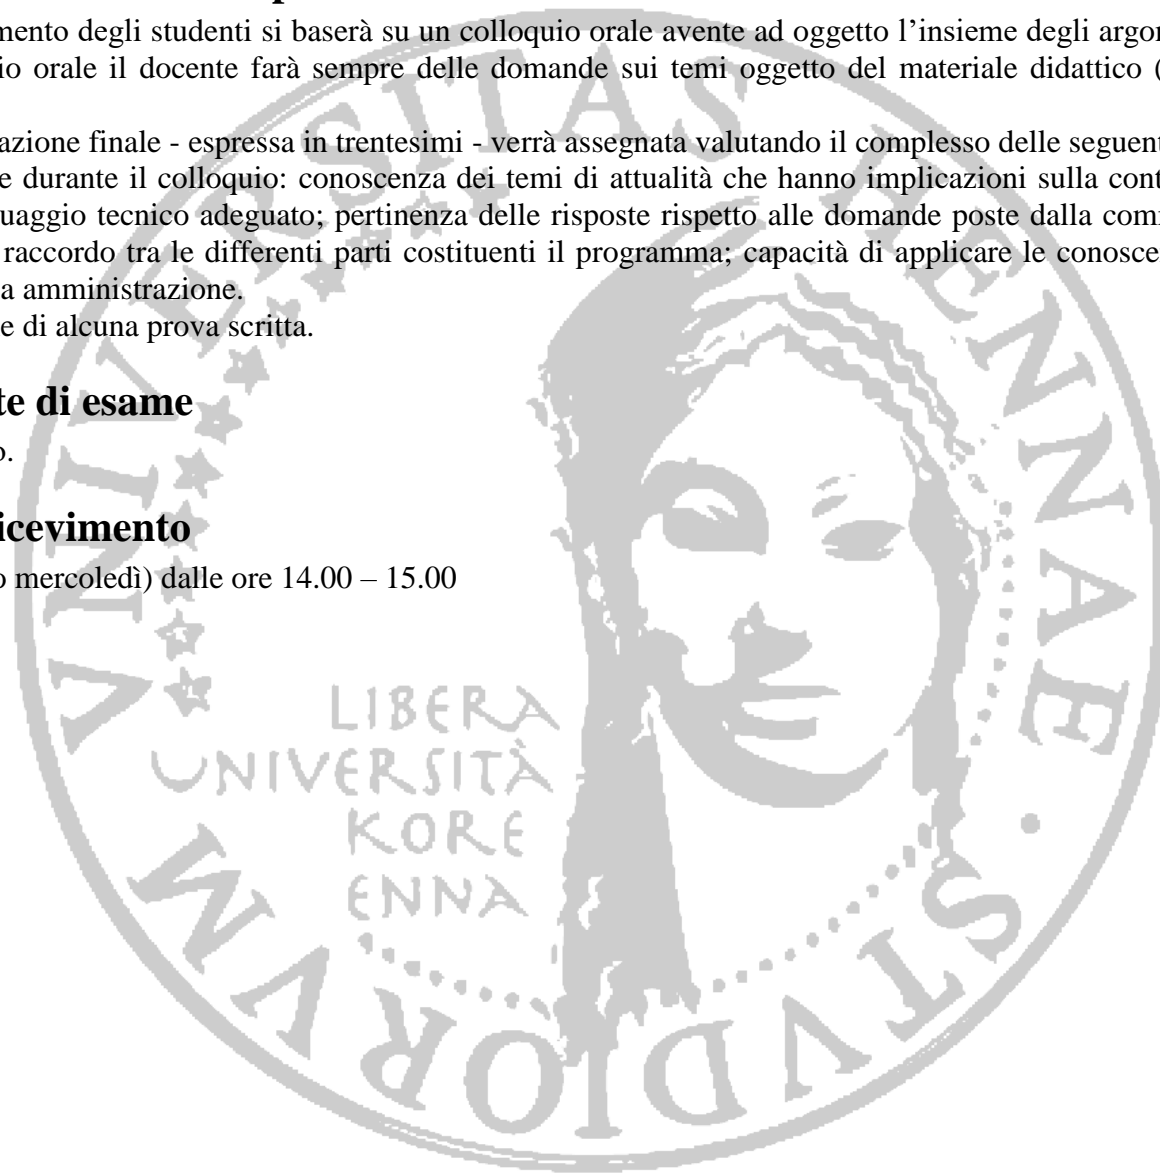 mento degli studenti si baserà su un colloquio orale avente ad oggetto l’insieme degli argo
io orale il docente farà sempre delle domande sui temi oggetto del materiale didattico (
azione finale - espressa in trentesimi - verrà assegnata valutando il complesso delle seguent
e durante il colloquio: conoscenza dei temi di attualità che hanno implicazioni sulla cont
uaggio tecnico adeguato; pertinenza delle risposte rispetto alle domande poste dalla com
raccordo tra le differenti parti costituenti il programma; capacità di applicare le conosce
a amministrazione.
e di alcuna prova scritta.
te di esame
o.
icevimento
o mercoledì) dalle ore 14.00 – 15.00
LIBERA
UNIVERSITÀ
KORE
ENNA
VNIVERSITAS HENNAE • STVDIORVM